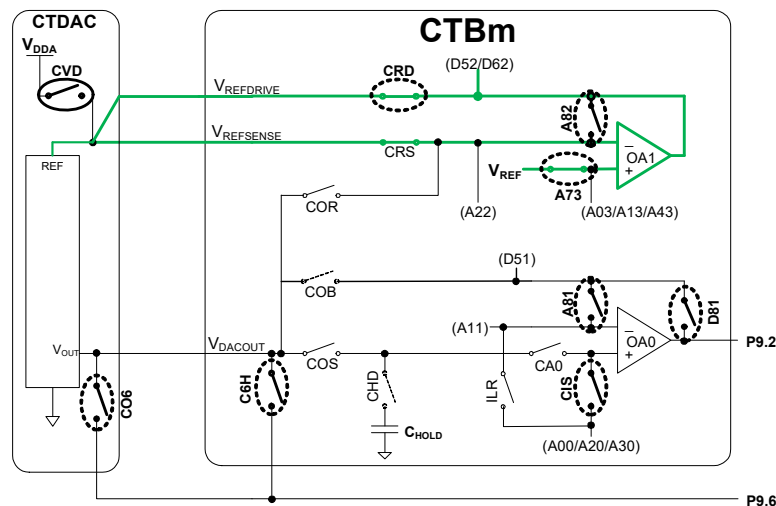 CTDAC
CTBm
VDDA
CVD
(D52/D62)
VREFDRIVE
CRD
A82
VREFSENSE
CRS
REF
OA1
−
+
VREF
A73
COR
(A22)
(A03/A13/A43)
(D51)
COB
A81
D81
(A11)
−
+
OA0
VOUT
VDACOUT
COS
CA0
P9.2
CO6
C6H
CHD
ILR
CIS
CHOLD
(A00/A20/A30)
P9.6